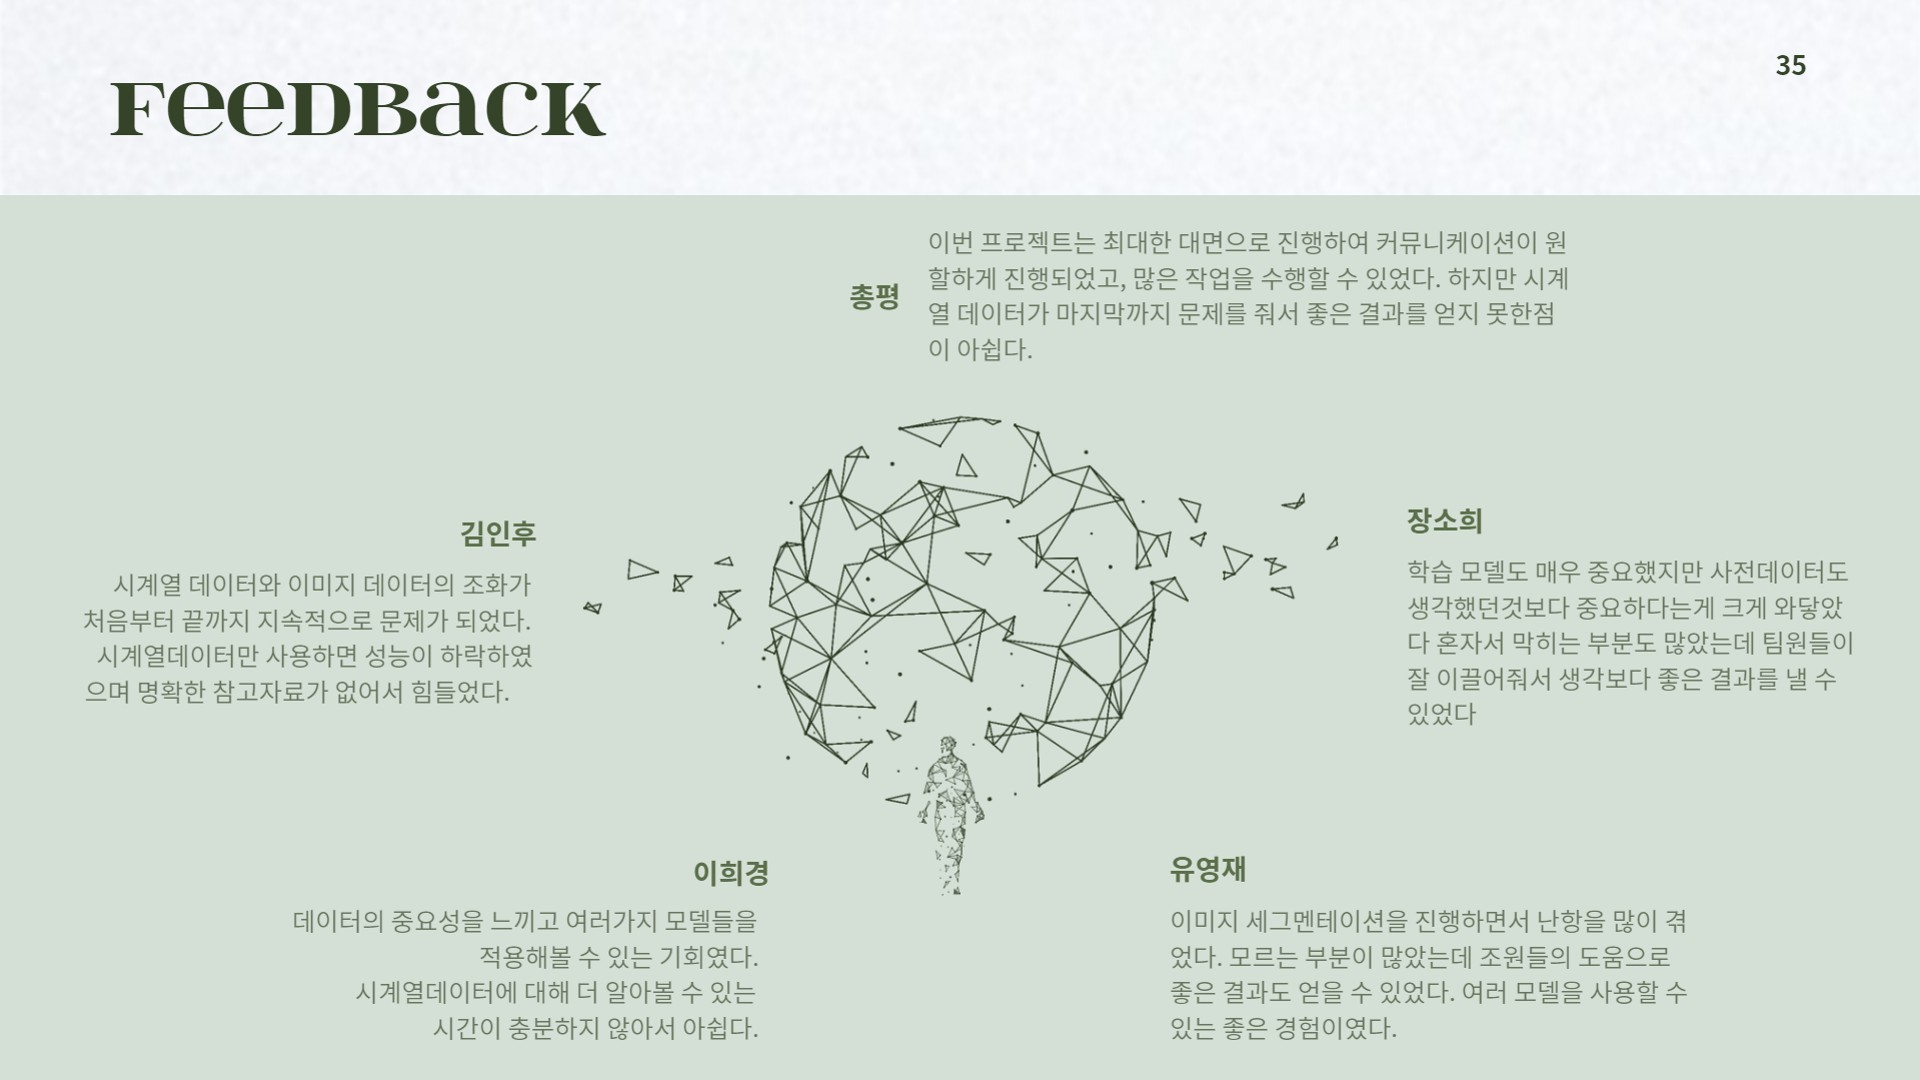 FeeDBacK
35
총평
이번 프로젝트는 최대한 대면으로 진행하여 커뮤니케이션이 원
할하게 진행되었고, 많은 작업을 수행할 수 있었다. 하지만 시계
열 데이터가 마지막까지 문제를 줘서 좋은 결과를 얻지 못한점
이 아쉽다.
김인후
시계열 데이터와 이미지 데이터의 조화가
처음부터 끝까지 지속적으로 문제가 되었다.
시계열데이터만 사용하면 성능이 하락하였
으며 명확한 참고자료가 없어서 힘들었다.
장소희
학습 모델도 매우 중요했지만 사전데이터도
생각했던것보다 중요하다는게 크게 와닿았
다 혼자서 막히는 부분도 많았는데 팀원들이
잘 이끌어줘서 생각보다 좋은 결과를 낼 수
있었다
이희경
데이터의 중요성을 느끼고 여러가지 모델들을
적용해볼 수 있는 기회였다.
시계열데이터에 대해 더 알아볼 수 있는
시간이 충분하지 않아서 아쉽다.
유영재
이미지 세그멘테이션을 진행하면서 난항을 많이 겪
었다. 모르는 부분이 많았는데 조원들의 도움으로
좋은 결과도 얻을 수 있었다. 여러 모델을 사용할 수
있는 좋은 경험이였다.